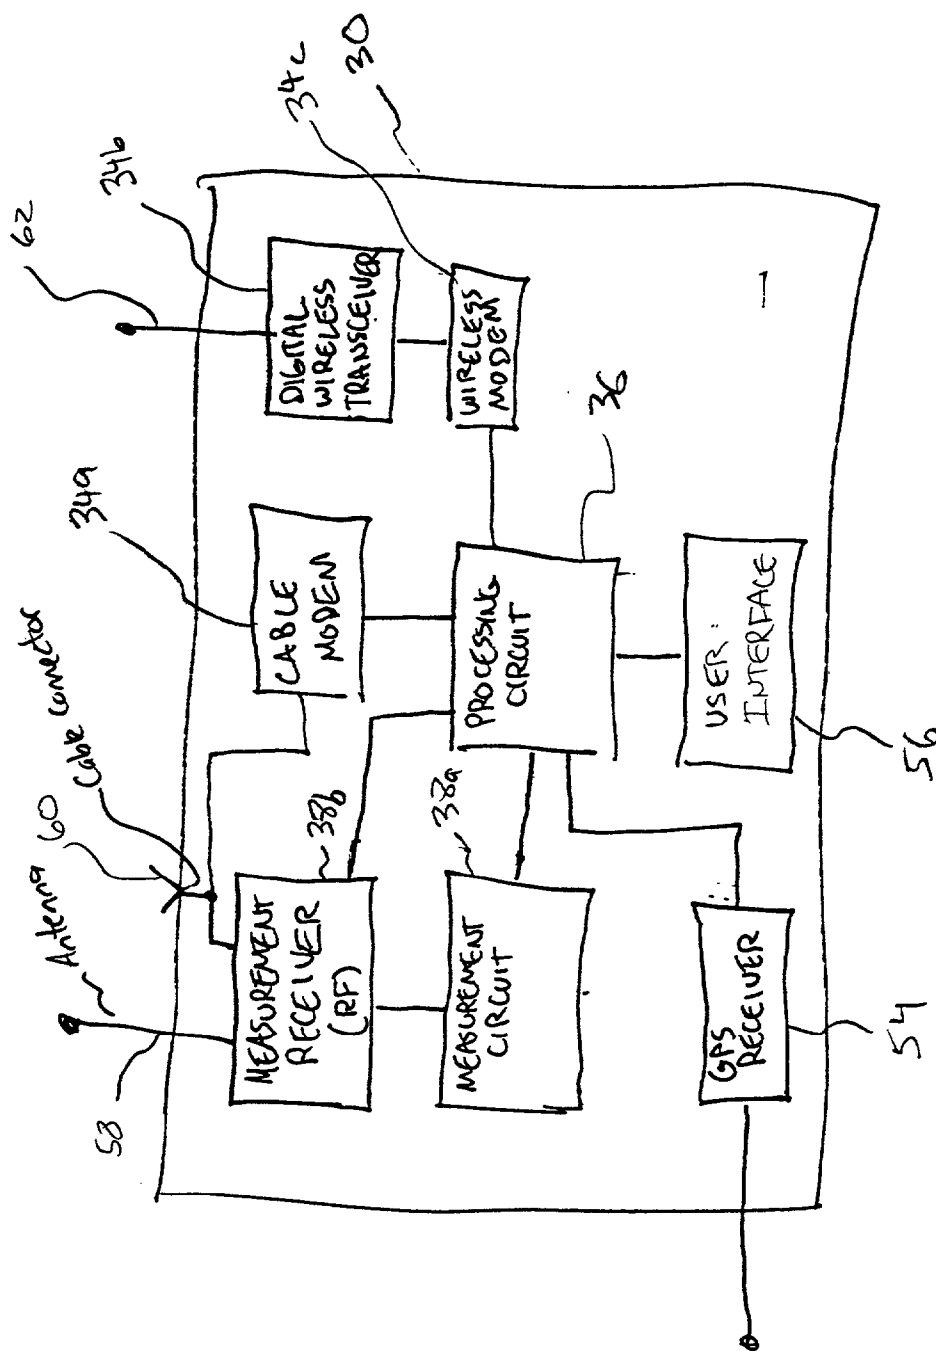 Antenna
58
60
Cable connector
34a
62
34b
34c
30
MEASUREMENT
RECEIVER
(RF)
38b
CABLE
MODEM
DIGITAL
WIRELESS
TRANSCEIVER
MEASUREMENT
CIRCUIT
38a
PROCESSING
CIRCUIT
36
WIRELESS
MODEM
GPS
RECEIVER
54
USER
INTERFACE
56